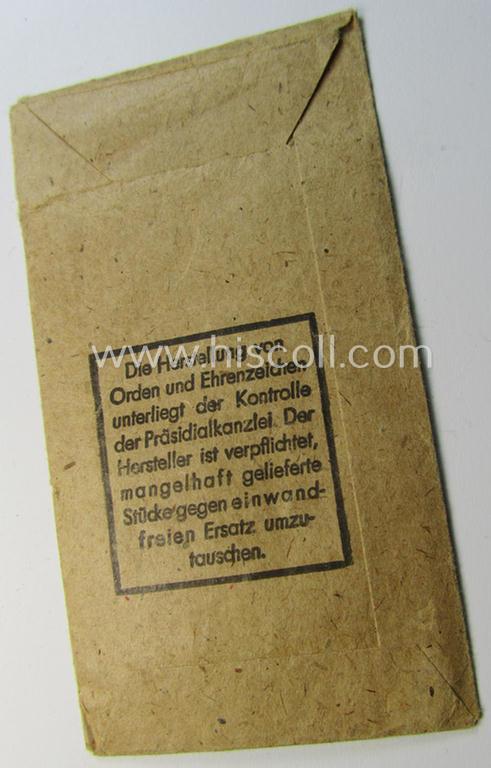 Die Herstellung von
www.hiscoll.com
Orden und Ehrenzeichen
unterliegt der Kontrolle
der Präsidialkanzlei. Der
Hersteller ist verpflichtet,
mangelhaft gelieferte
Stücke gegen einwand-
freien Ersatz umzu-
tauschen.